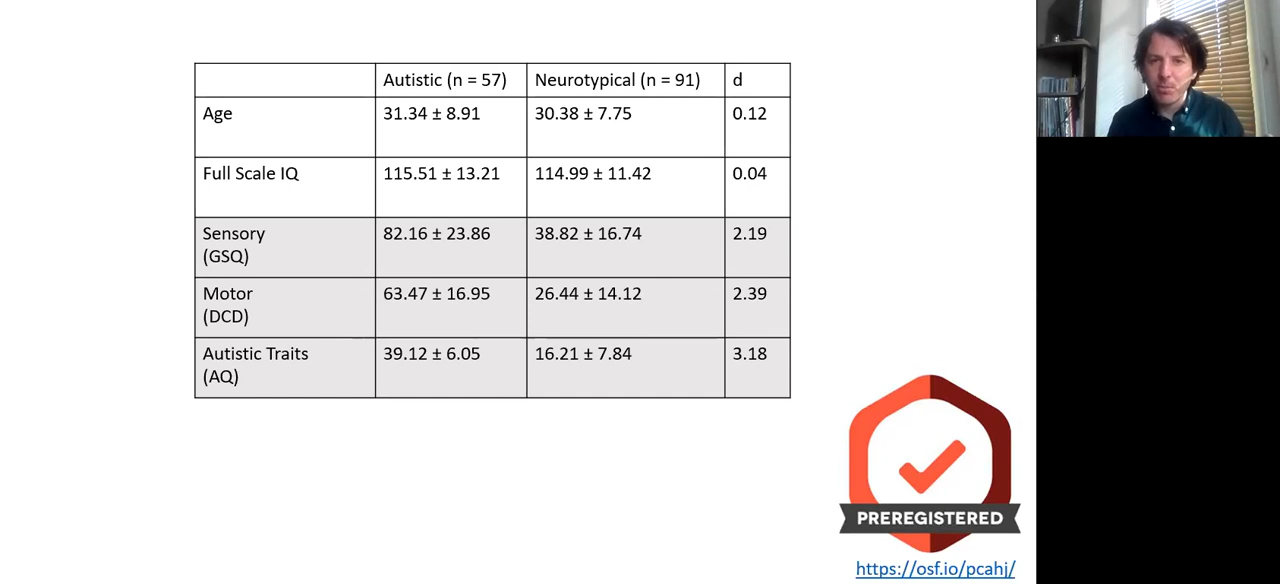 Autistic (n = 57) Neurotypical (n = 91) d
Age 31.34 ± 8.91 30.38 ± 7.75 0.12
Full Scale IQ 115.51 ± 13.21 114.99 ± 11.42 0.04
Sensory 82.16 ± 23.86 38.82 ± 16.74 2.19
(GSQ)
Motor 63.47 ± 16.95 26.44 ± 14.12 2.39
(DCD)
Autistic Traits 39.12 ± 6.05 16.21 ± 7.84 3.18
(AQ)
PREREGISTERED
https://osf.io/pcahj/